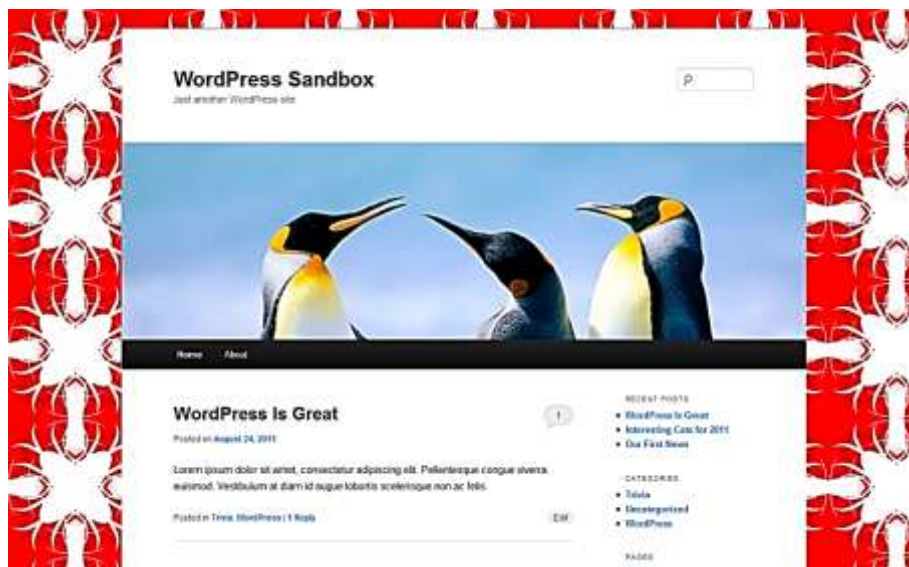 WordPress Sandbox
Just another WordPress site
Home About
WordPress Is Great
1
Posted on August 24, 2011
Lorem ipsum dolor sit amet, consectetur adipiscing elit. Pellentesque congue viverra
euismod. Vestibulum at diam id augue lobortis scelerisque non ac felis.
Posted in Trivia, WordPress | 1 Reply
Edit
RECENT POSTS
WordPress Is Great
Interesting Cats for 2011
Our First News
CATEGORIES
Trivia
Uncategorized
WordPress
PAGES